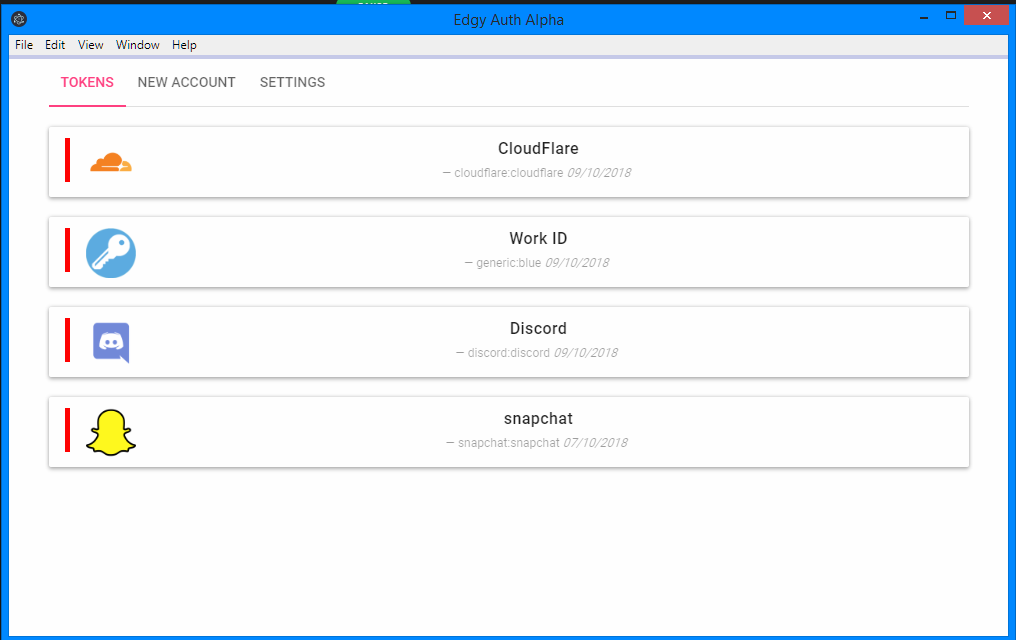 Edgy Auth Alpha
File Edit View Window Help
TOKENS NEW ACCOUNT SETTINGS
CloudFlare
— cloudflare:cloudflare 09/10/2018
Work ID
— generic:blue 09/10/2018
Discord
— discord:discord 09/10/2018
snapchat
— snapchat:snapchat 07/10/2018